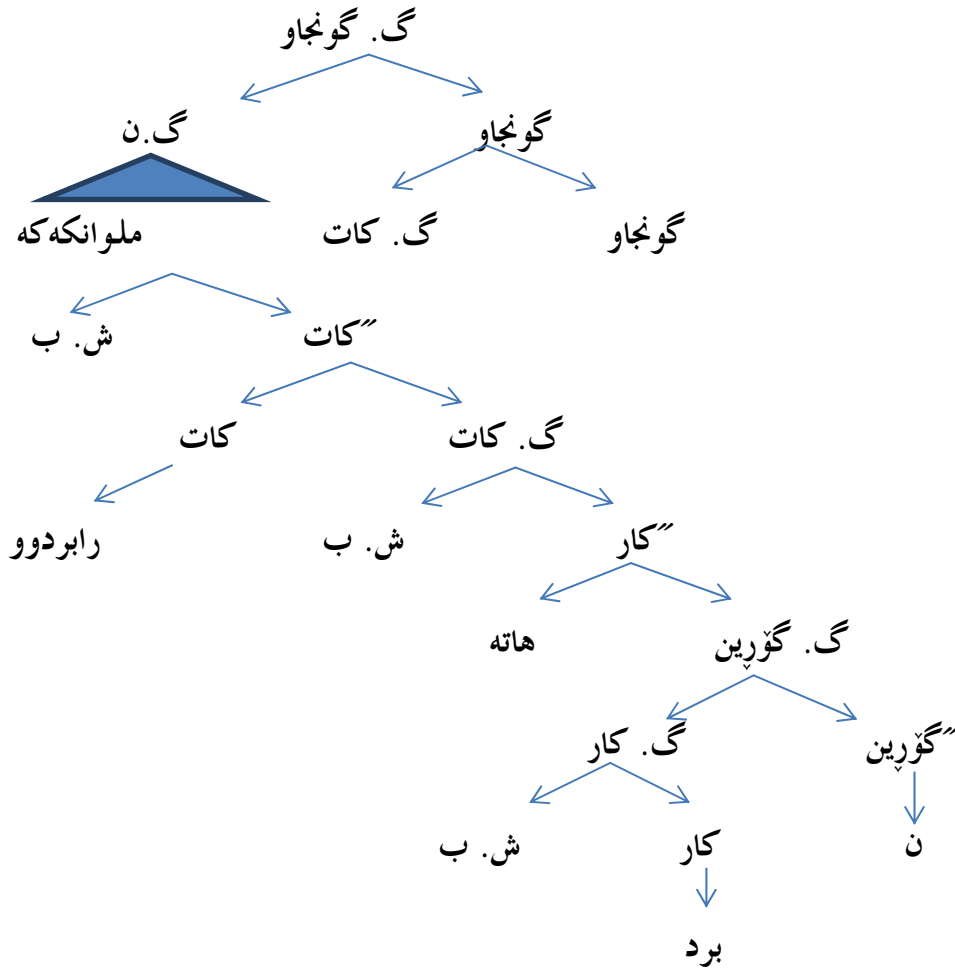 گ. گونجاو
گونجاو گ.ن
گونجاو گ. کات ملوانکەکە
˝کات ش. ب
گ. کات کات
˝کار ش. ب رابردوو
گ. گۆڕین هاتە
˝گۆڕین گ. کار
ن کار ش. ب
برد